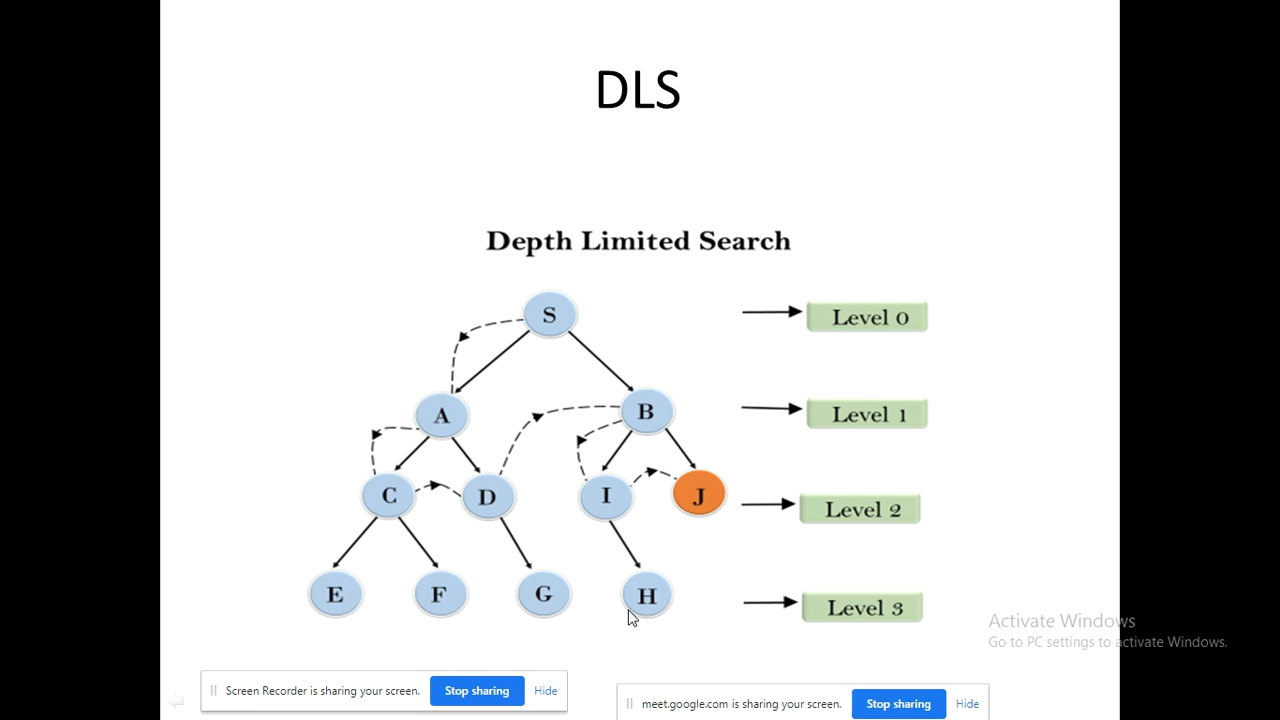 DLS
Depth Limited Search
S
Level 0
A
B
Level 1
C
D
I
J
Level 2
E
F
G
H
Level 3
Activate Windows
Go to PC settings to activate Windows.
Screen Recorder is sharing your screen. Stop sharing Hide
meet.google.com is sharing your screen. Stop sharing Hide